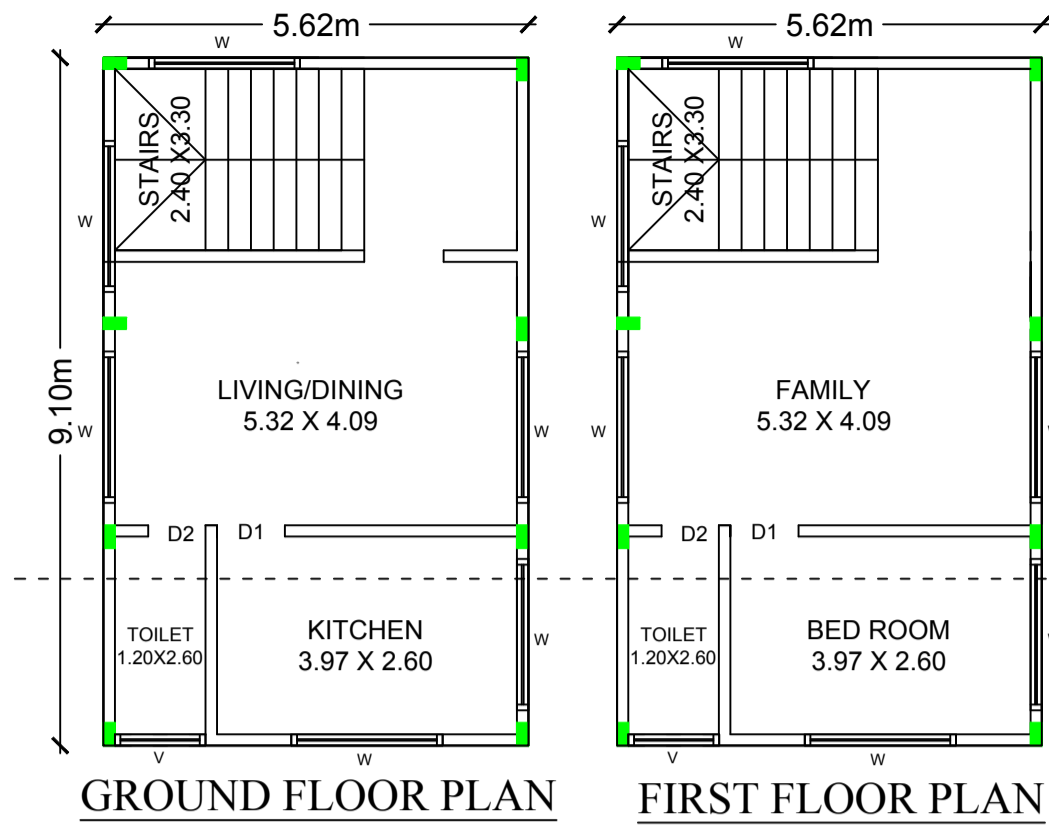 5.62m
W
STAIRS
2.40 X3.30
W
9.10m
LIVING/DINING
5.32 X 4.09
W
W
D2
D1
TOILET
1.20X2.60
KITCHEN
3.97 X 2.60
W
V
W
GROUND FLOOR PLAN
5.62m
W
STAIRS
2.40 X3.30
W
FAMILY
5.32 X 4.09
W
D2
D1
TOILET
1.20X2.60
BED ROOM
3.97 X 2.60
V
W
FIRST FLOOR PLAN